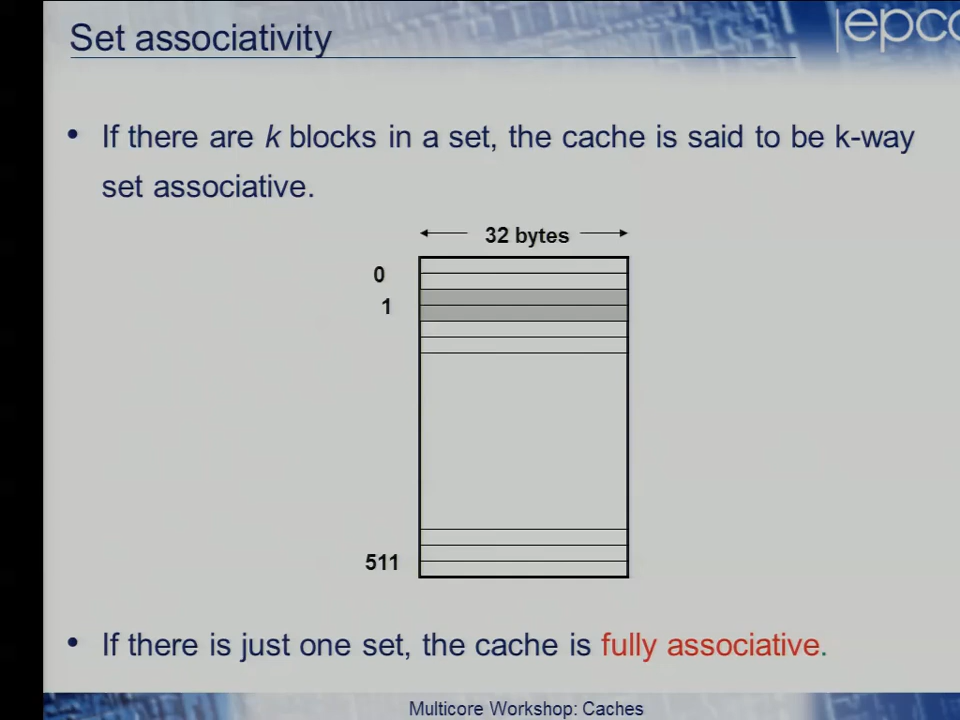 Set associativity
|epcc
• If there are k blocks in a set, the cache is said to be k-way
set associative.
32 bytes
0
1
511
• If there is just one set, the cache is fully associative.
Multicore Workshop: Caches